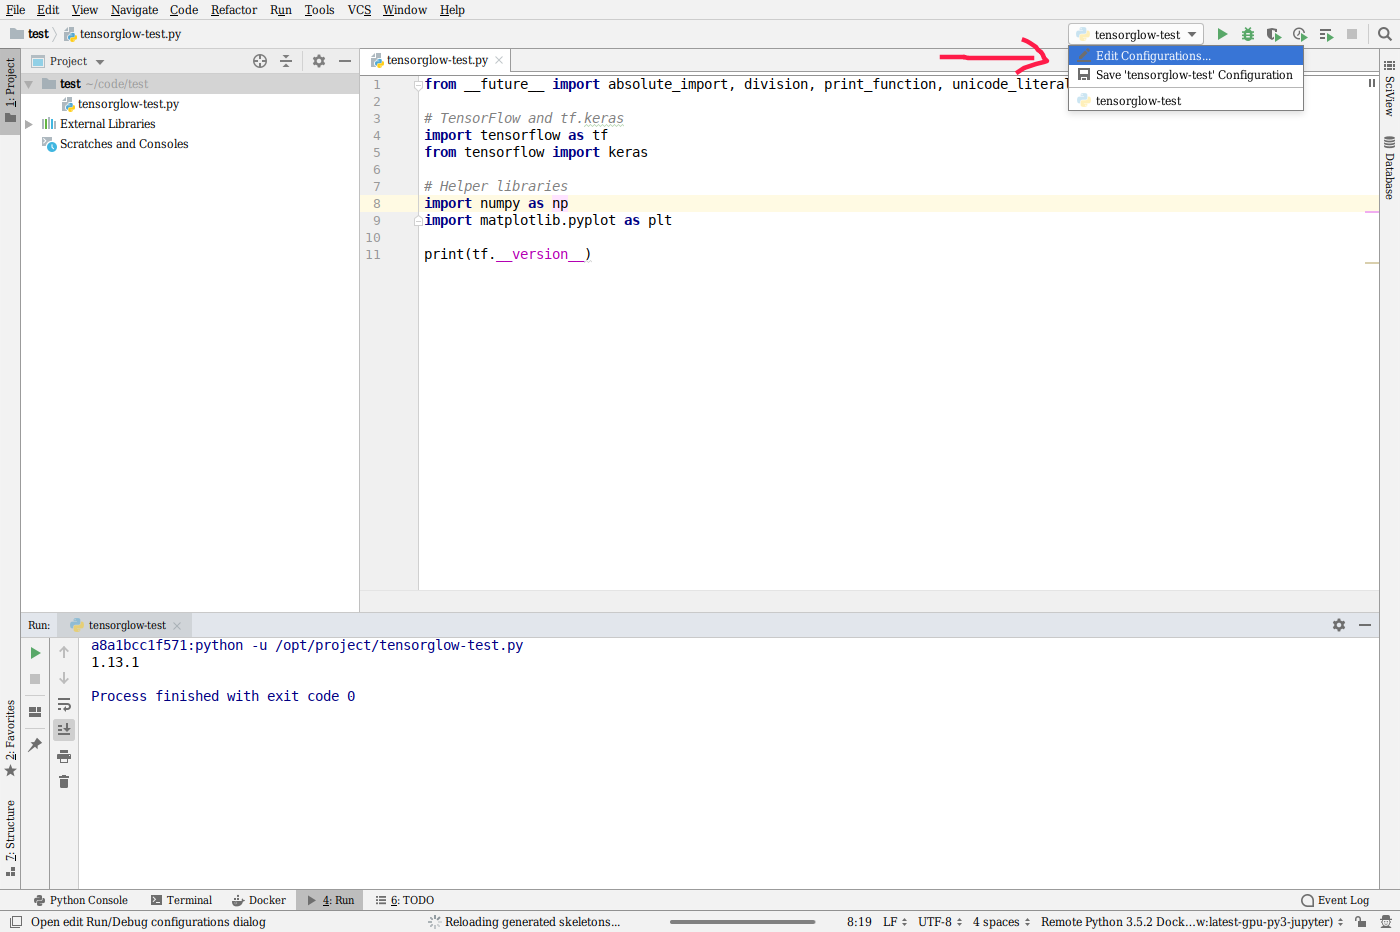 File Edit View Navigate Code Refactor Run Tools VCS Window Help
test tensorglow-test.py
tensorglow-test
Edit Configurations...
Save 'tensorglow-test' Configuration
tensorglow-test
1: Project
Project
test ~/code/test
tensorglow-test.py
External Libraries
Scratches and Consoles
tensorglow-test.py
1 from __future__ import absolute_import, division, print_function, unicode_literal
2
3 # TensorFlow and tf.keras
4 import tensorflow as tf
5 from tensorflow import keras
6
7 # Helper libraries
8 import numpy as np
9 import matplotlib.pyplot as plt
10
11 print(tf.__version__)
SciView
Database
Run: tensorglow-test
a8a1bcc1f571:python -u /opt/project/tensorglow-test.py
1.13.1
Process finished with exit code 0
2: Favorites
7: Structure
Python Console Terminal Docker 4: Run 6: TODO Event Log
Open edit Run/Debug configurations dialog Reloading generated skeletons... 8:19 LF UTF-8 4 spaces Remote Python 3.5.2 Dock...w:latest-gpu-py3-jupyter)